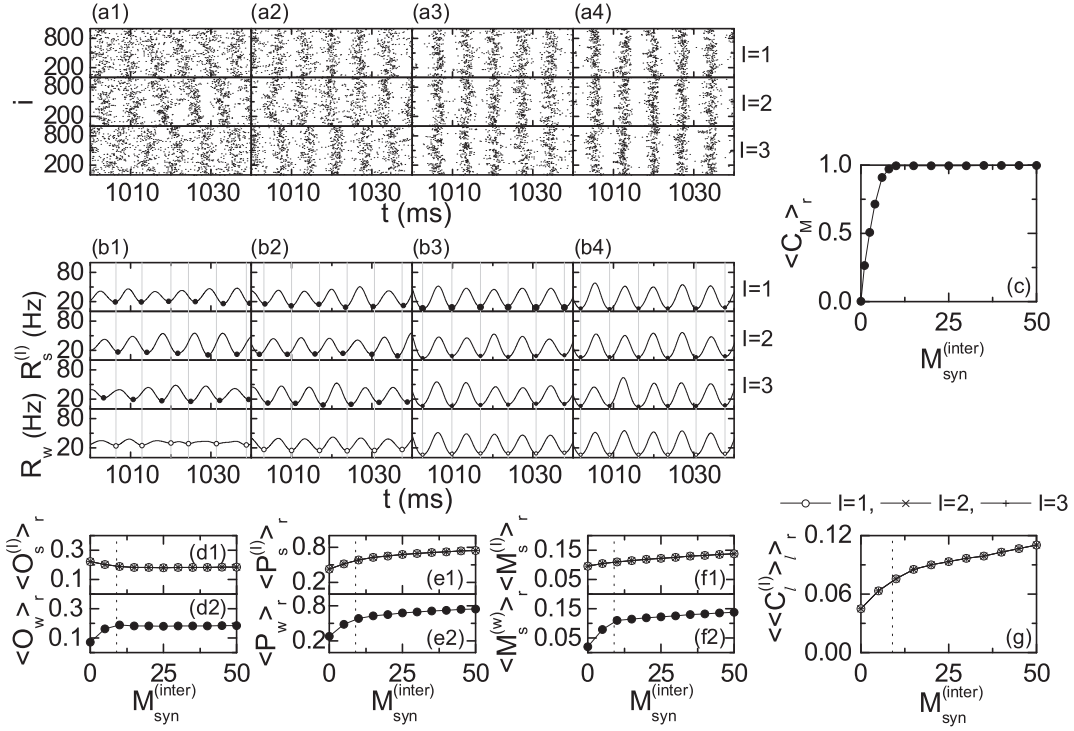 (a1) (a2) (a3) (a4)
800
200
800
200
800
200
i
I=1
I=2
I=3
1010 1030 1010 1030 1010 1030 1010 1030
t (ms)
(b1) (b2) (b3) (b4)
80
20
80
20
80
20
80
20
R_w (Hz) R_s^(l) (Hz)
I=1
I=2
I=3
1010 1030 1010 1030 1010 1030 1010 1030
t (ms)
1.0
0.5
0.0
<C_M>_r
(c)
0 25 50
M_syn^(inter)
I=1, I=2, I=3
0.3
0.1
0.3
0.1
<O_w>_r <O_s^(l)>_r
(d1)
(d2)
0 25 50
M_syn^(inter)
0.8
0.2
0.8
0.2
<P_w>_r <P_s^(l)>_r
(e1)
(e2)
0 25 50
M_syn^(inter)
0.15
0.05
0.15
0.05
<M_s^(w)>_r <M_s^(l)>_r
(f1)
(f2)
0 25 50
M_syn^(inter)
0.12
0.06
0.00
<<C_l^(l)>_l>_r
(g)
0 25 50
M_syn^(inter)